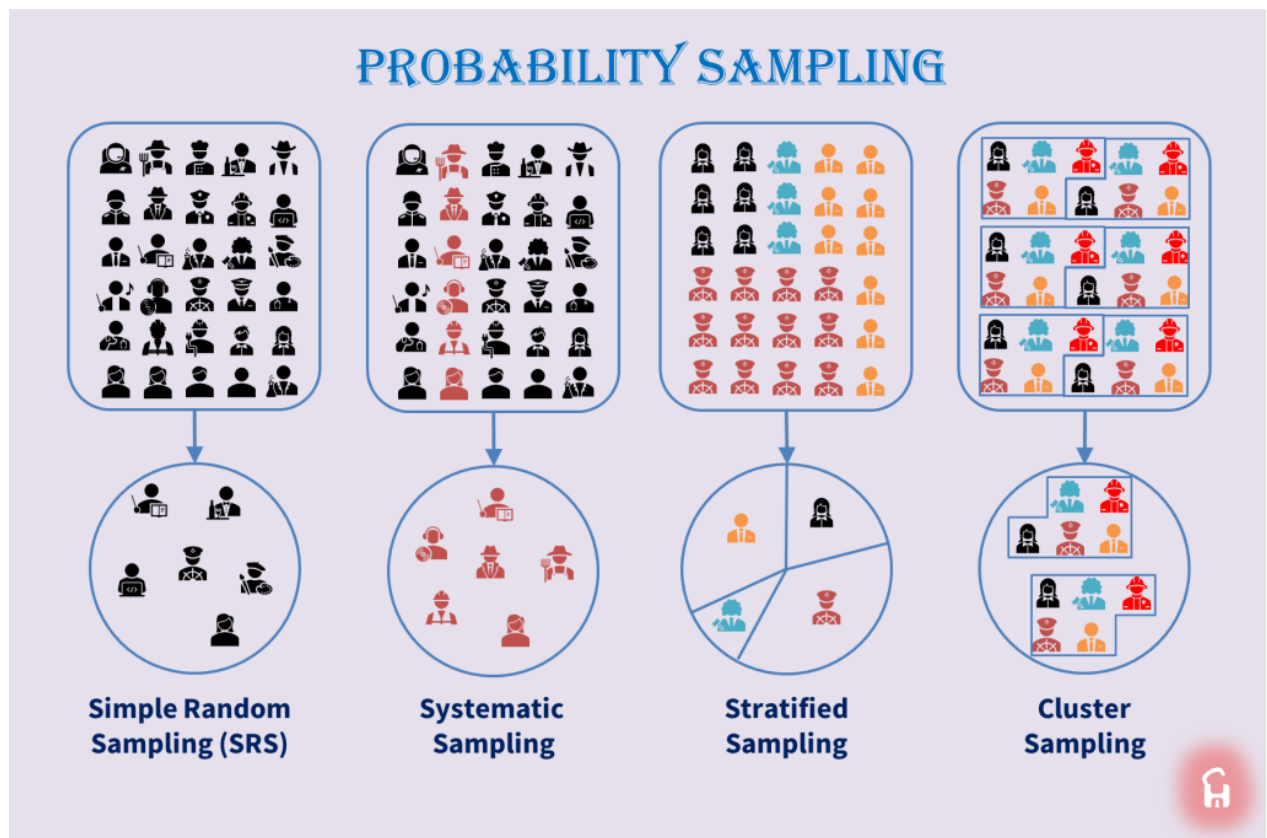 PROBABILITY SAMPLING
Simple Random
Sampling (SRS)
Systematic
Sampling
Stratified
Sampling
Cluster
Sampling